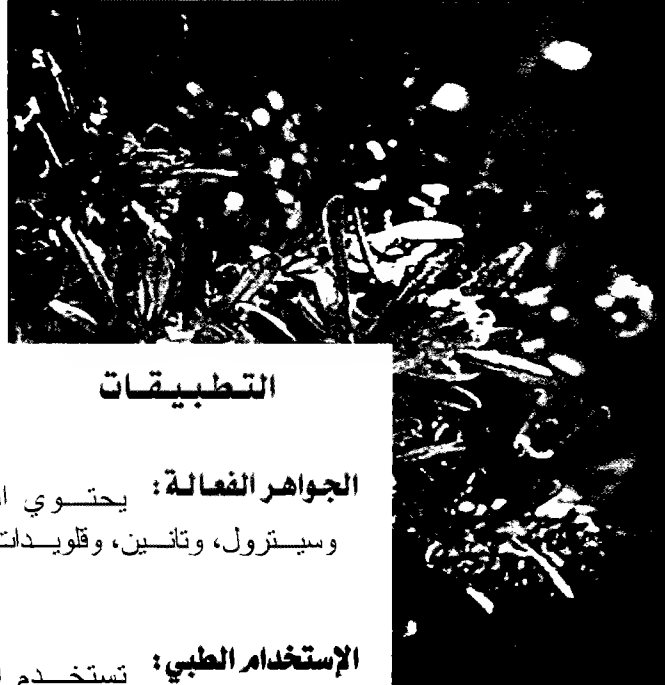 التطبيقات
الجواهر الفعالة: يحتوي
وسيترول، وتانين، وقلويدات
الإستخدام الطبي: تستخدم